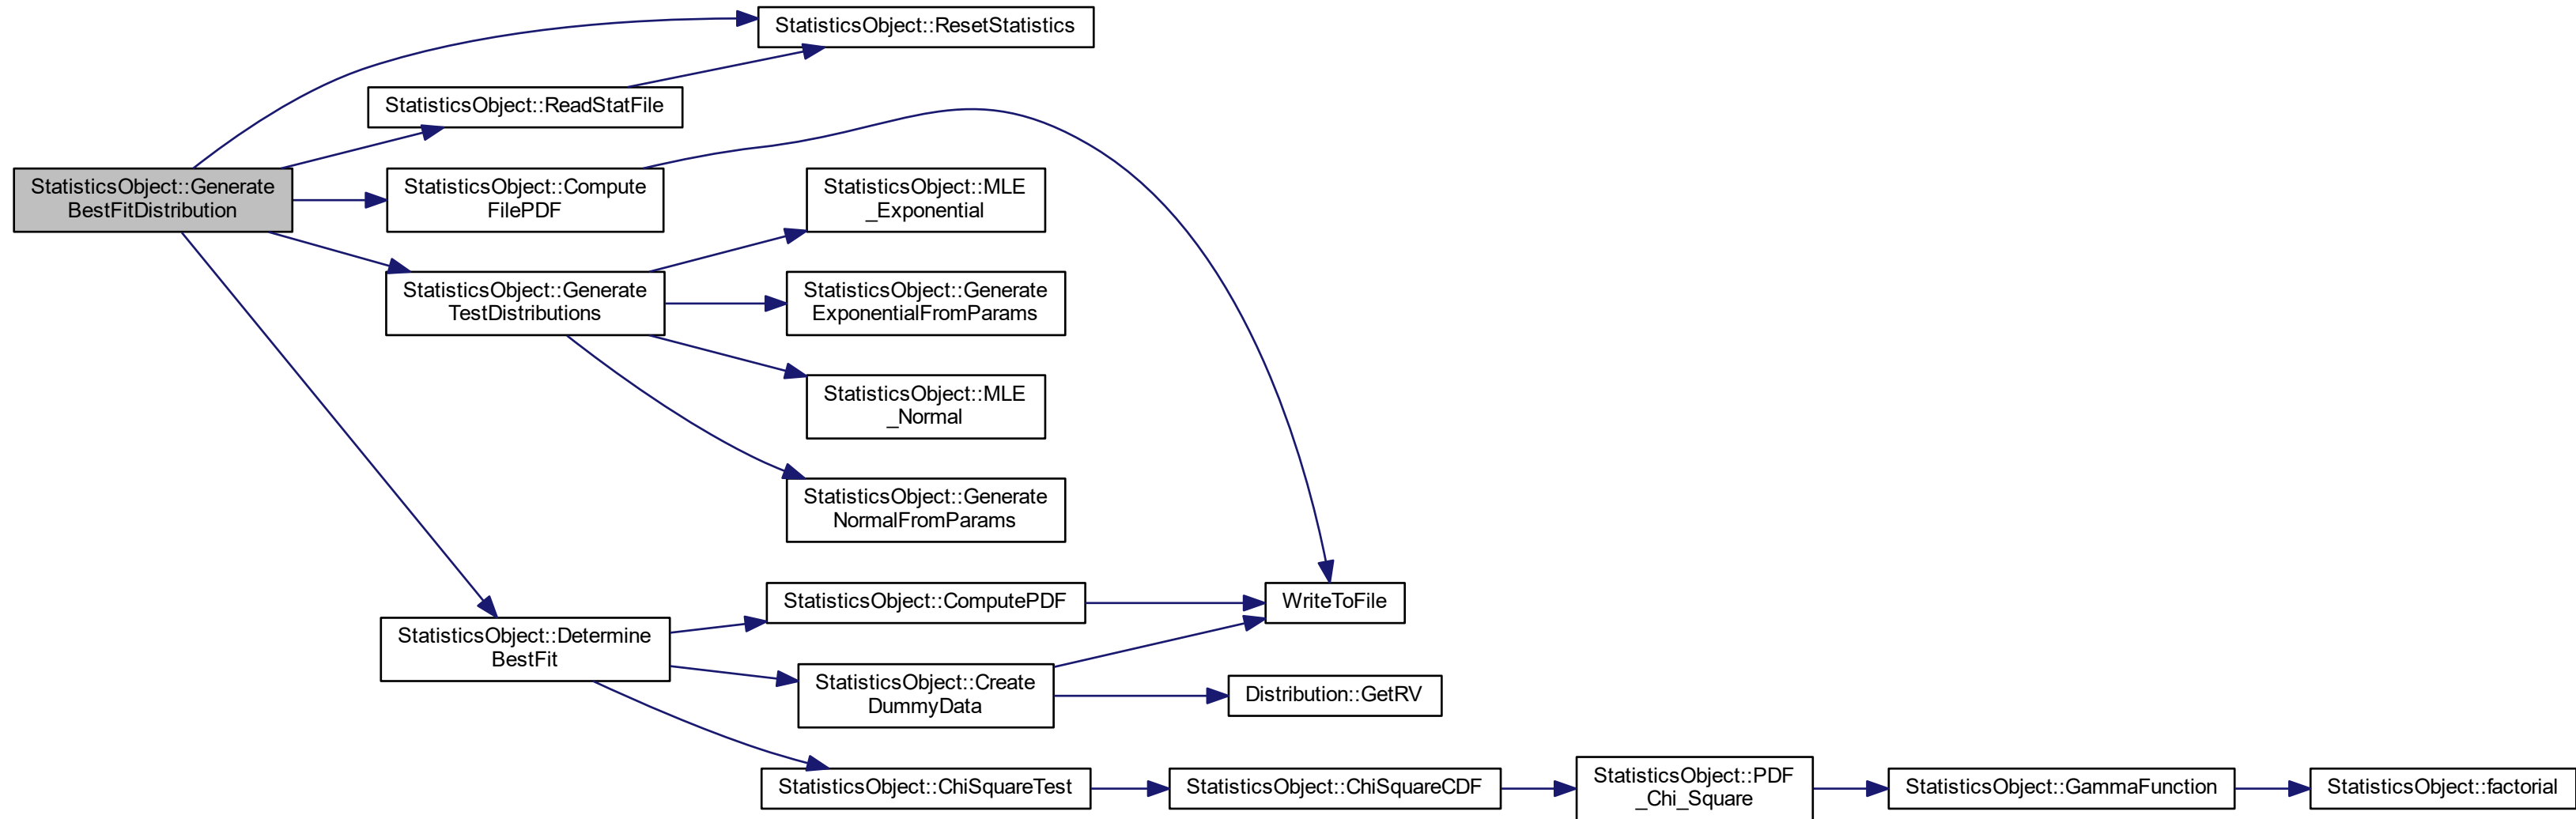 StatisticsObject::ResetStatistics
StatisticsObject::ReadStatFile
StatisticsObject::Generate
BestFitDistribution
StatisticsObject::Compute
FilePDF
StatisticsObject::MLE
_Exponential
StatisticsObject::Generate
TestDistributions
StatisticsObject::Generate
ExponentialFromParams
StatisticsObject::MLE
_Normal
StatisticsObject::Generate
NormalFromParams
StatisticsObject::Determine
BestFit
StatisticsObject::ComputePDF
WriteToFile
StatisticsObject::Create
DummyData
Distribution::GetRV
StatisticsObject::ChiSquareTest
StatisticsObject::ChiSquareCDF
StatisticsObject::PDF
_Chi_Square
StatisticsObject::GammaFunction
StatisticsObject::factorial